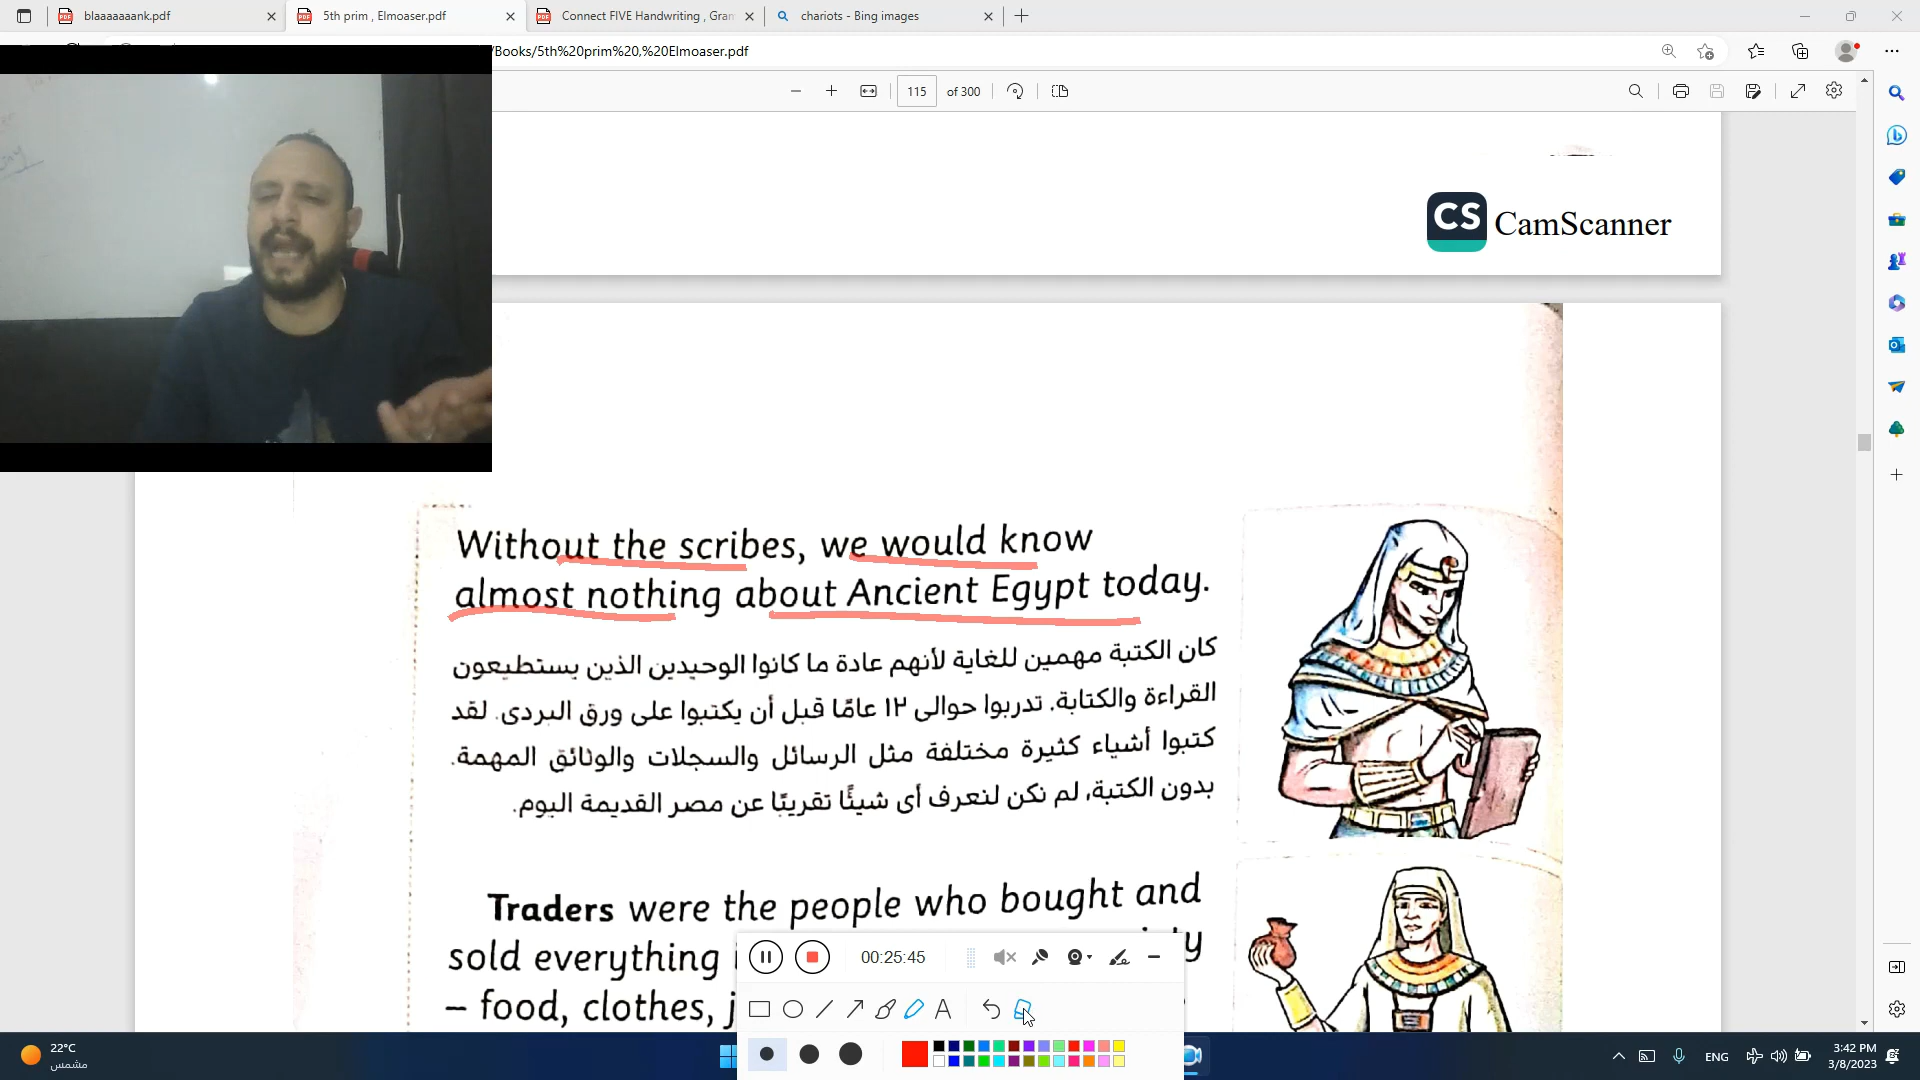 blaaaaaaank.pdf
5th prim , Elmoaser.pdf
Connect FIVE Handwriting , Gram
chariots - Bing images
/Books/5th%20prim%20,%20Elmoaser.pdf
115 of 300
CS CamScanner
Without the scribes, we would know
almost nothing about Ancient Egypt today.
كان الكتبة مهمين للغاية لأنهم عادة ما كانوا الوحيدين الذين يستطيعون
القراءة والكتابة. تدربوا حوالى ١٢ عامًا قبل أن يكتبوا على ورق البردى. لقد
كتبوا أشياء كثيرة مختلفة مثل الرسائل والسجلات والوثائق المهمة.
بدون الكتبة، لم نكن لنعرف أى شيئًا تقريبًا عن مصر القديمة اليوم.
Traders were the people who bought and
sold everything
– food, clothes, j
00:25:45
A
22°C
مشمس
ENG
3:42 PM
3/8/2023